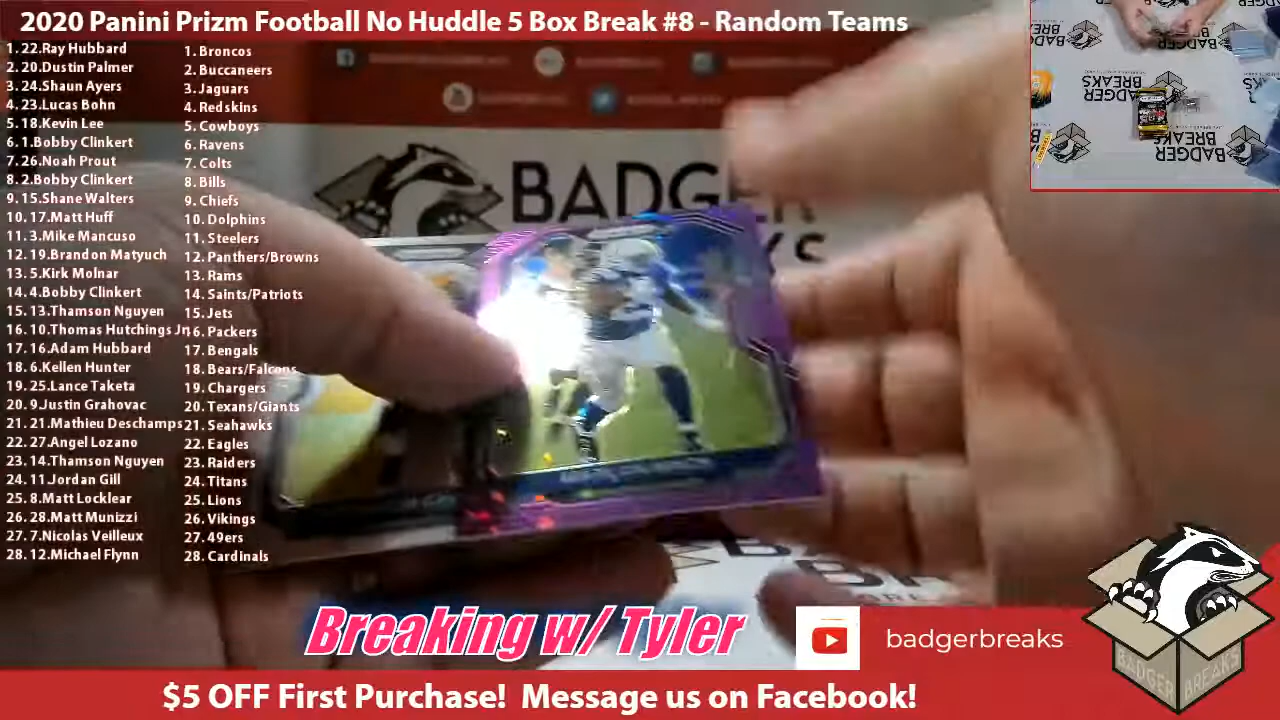 2020 Panini Prizm Football No Huddle 5 Box Break #8 - Random Teams
1. 22.Ray Hubbard
2. 20.Dustin Palmer
3. 24.Shaun Ayers
4. 23.Lucas Bohn
5. 18.Kevin Lee
6. 1.Bobby Clinkert
7. 26.Noah Prout
8. 2.Bobby Clinkert
9. 15.Shane Walters
10. 17.Matt Huff
11. 3.Mike Mancuso
12. 19.Brandon Matyuch
13. 5.Kirk Molnar
14. 4.Bobby Clinkert
15. 13.Thamson Nguyen
16. 10.Thomas Hutchings Jr
17. 16.Adam Hubbard
18. 6.Kellen Hunter
19. 25.Lance Taketa
20. 9.Justin Grahovac
21. 21.Mathieu Deschamps
22. 27.Angel Lozano
23. 14.Thamson Nguyen
24. 11.Jordan Gill
25. 8.Matt Locklear
26. 28.Matt Munizzi
27. 7.Nicolas Veilleux
28. 12.Michael Flynn
1. Broncos
2. Buccaneers
3. Jaguars
4. Redskins
5. Cowboys
6. Ravens
7. Colts
8. Bills
9. Chiefs
10. Dolphins
11. Steelers
12. Panthers/Browns
13. Rams
14. Saints/Patriots
15. Jets
16. Packers
17. Bengals
18. Bears/Falcons
19. Chargers
20. Texans/Giants
21. Seahawks
22. Eagles
23. Raiders
24. Titans
25. Lions
26. Vikings
27. 49ers
28. Cardinals
BADGER
BADGER
BREAKS
BADGER
BREAKS
Breaking w/ Tyler
badgerbreaks
BADGER BREAKS
$5 OFF First Purchase! Message us on Facebook!